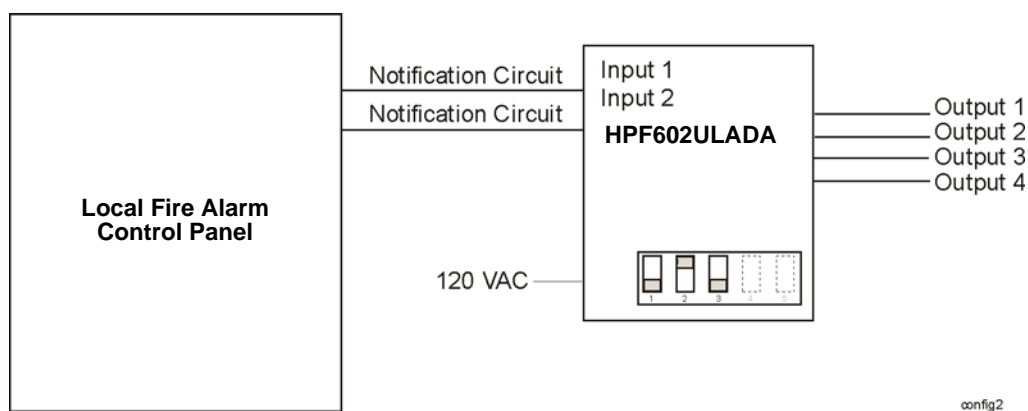 Local Fire Alarm
Control Panel
Notification Circuit
Notification Circuit
Input 1
Input 2
HPF602ULADA
120 VAC
1 2 3 4 5
Output 1
Output 2
Output 3
Output 4
config2